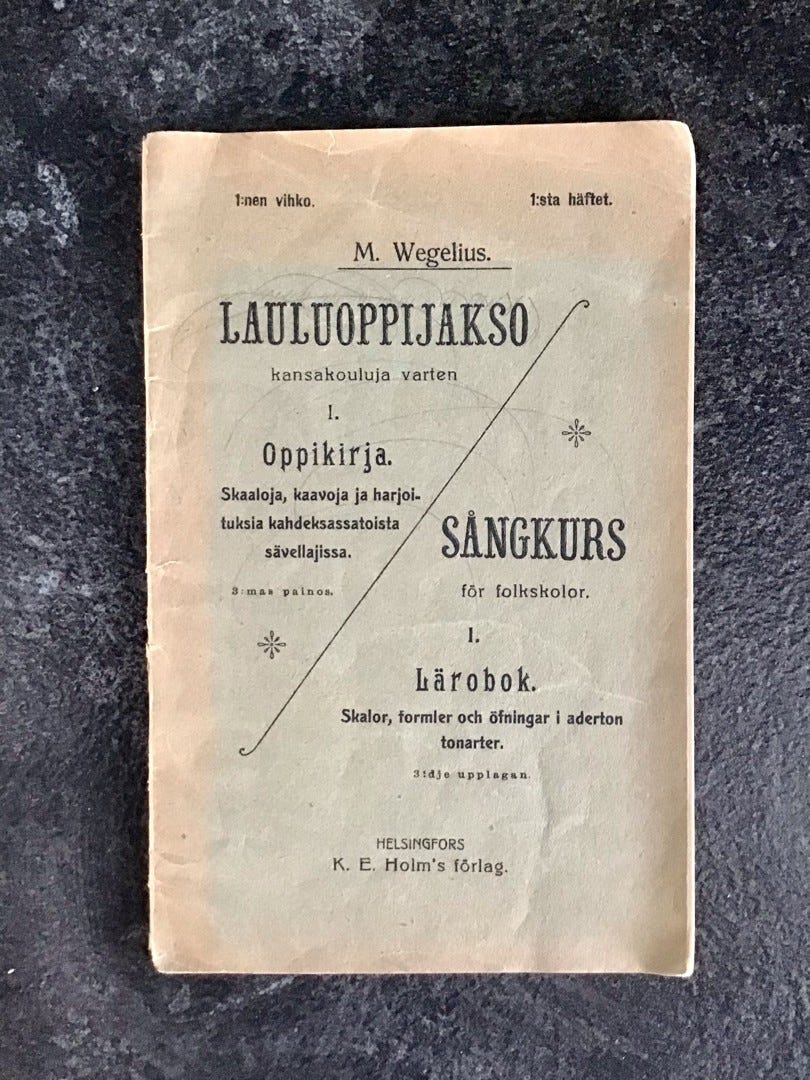 1:nen vihko.
1:sta häftet.
M. Wegelius.
LAULUOPPIJAKSO
kansakouluja varten
I.
Oppikirja.
Skaaloja, kaavoja ja harjoi-
tuksia kahdeksassatoista
sävellajissa.
3:mas painos.
SÅNGKURS
för folkskolor.
I.
Lärobok.
Skalor, formler och öfningar i aderton
tonarter.
3:dje upplagan.
HELSINGFORS
K. E. Holm's förlag.